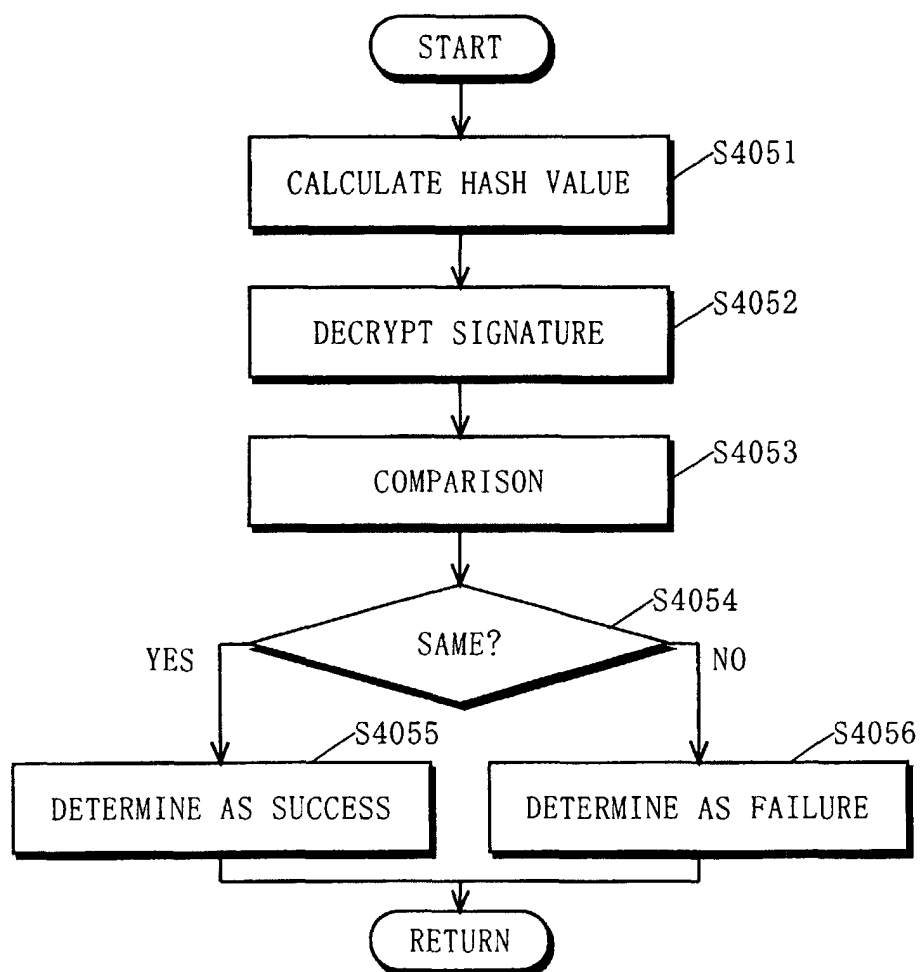 START
CALCULATE HASH VALUE
S4051
DECRYPT SIGNATURE
S4052
COMPARISON
S4053
SAME?
S4054
YES
NO
DETERMINE AS SUCCESS
S4055
DETERMINE AS FAILURE
S4056
RETURN